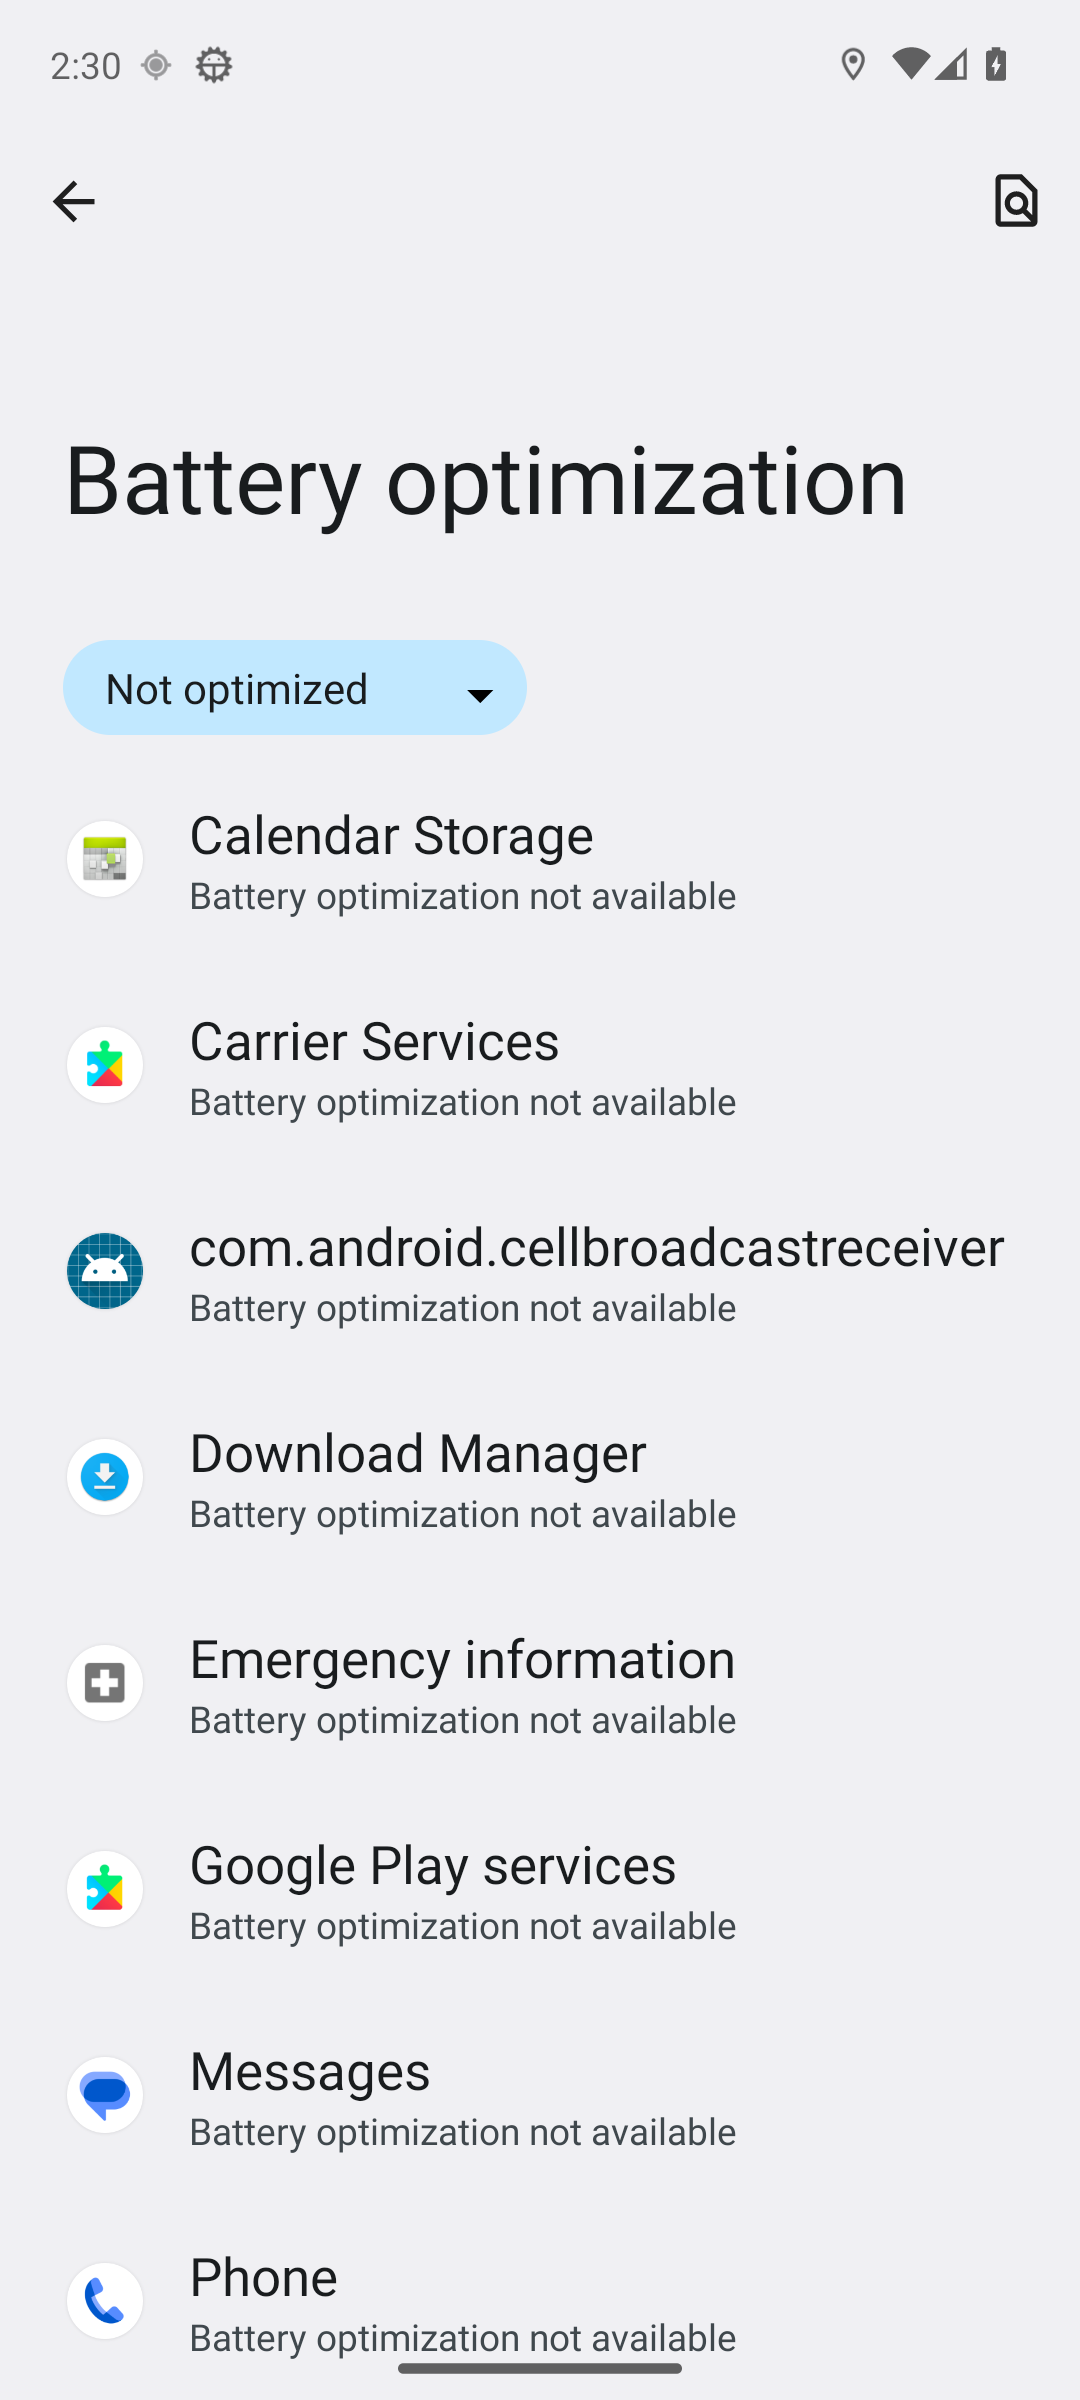 2:30
Battery optimization
Not optimized
Calendar Storage
Battery optimization not available
Carrier Services
Battery optimization not available
com.android.cellbroadcastreceiver
Battery optimization not available
Download Manager
Battery optimization not available
Emergency information
Battery optimization not available
Google Play services
Battery optimization not available
Messages
Battery optimization not available
Phone
Battery optimization not available